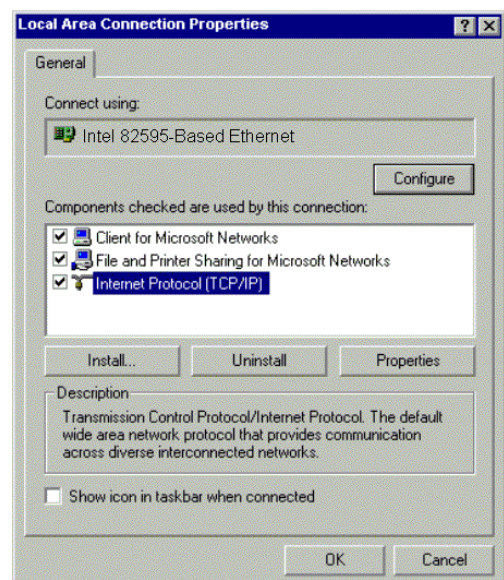 Local Area Connection Properties
General
Connect using:
Intel 82595-Based Ethernet
Configure
Components checked are used by this connection:
Client for Microsoft Networks
File and Printer Sharing for Microsoft Networks
Internet Protocol (TCP/IP)
Install... Uninstall Properties
Description
Transmission Control Protocol/Internet Protocol. The default
wide area network protocol that provides communication
across diverse interconnected networks.
Show icon in taskbar when connected
OK Cancel